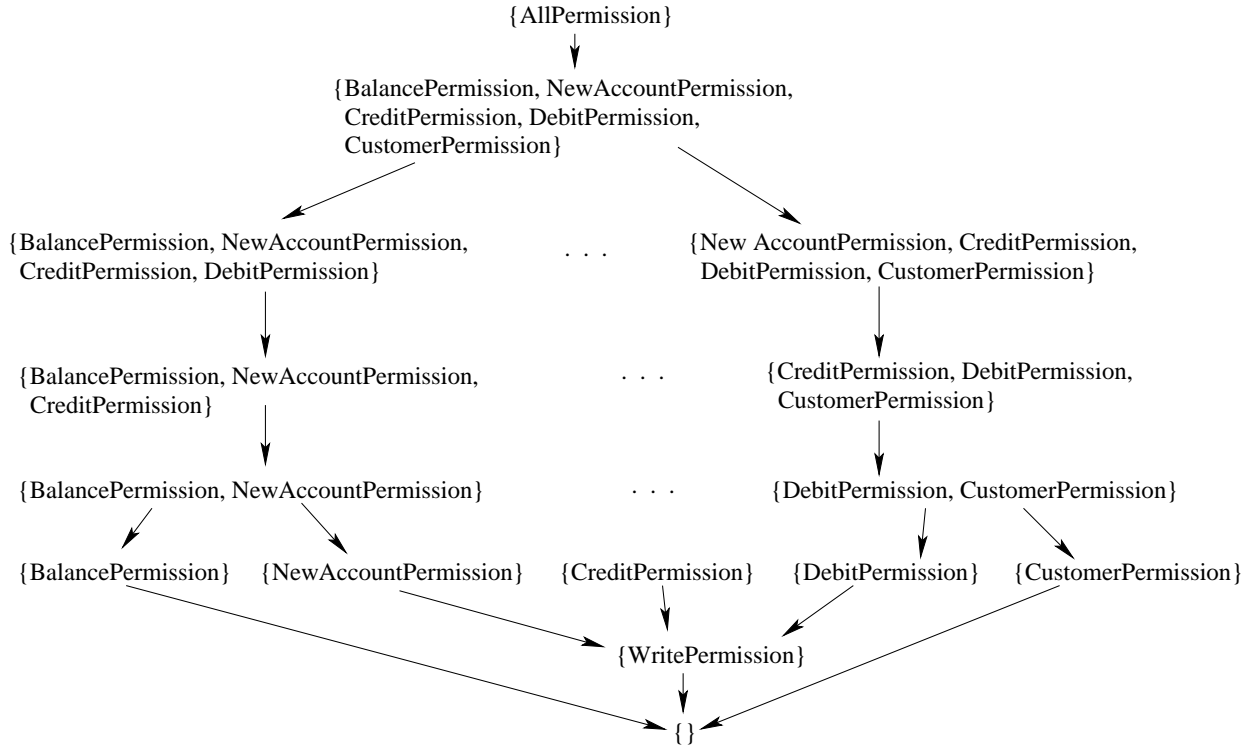 {AllPermission}
{BalancePermission, NewAccountPermission,
CreditPermission, DebitPermission,
CustomerPermission}
{BalancePermission, NewAccountPermission,
CreditPermission, DebitPermission}
. . .
{New AccountPermission, CreditPermission,
DebitPermission, CustomerPermission}
{BalancePermission, NewAccountPermission,
CreditPermission}
. . .
{CreditPermission, DebitPermission,
CustomerPermission}
{BalancePermission, NewAccountPermission}
. . .
{DebitPermission, CustomerPermission}
{BalancePermission}
{NewAccountPermission}
{CreditPermission}
{DebitPermission}
{CustomerPermission}
{WritePermission}
{}